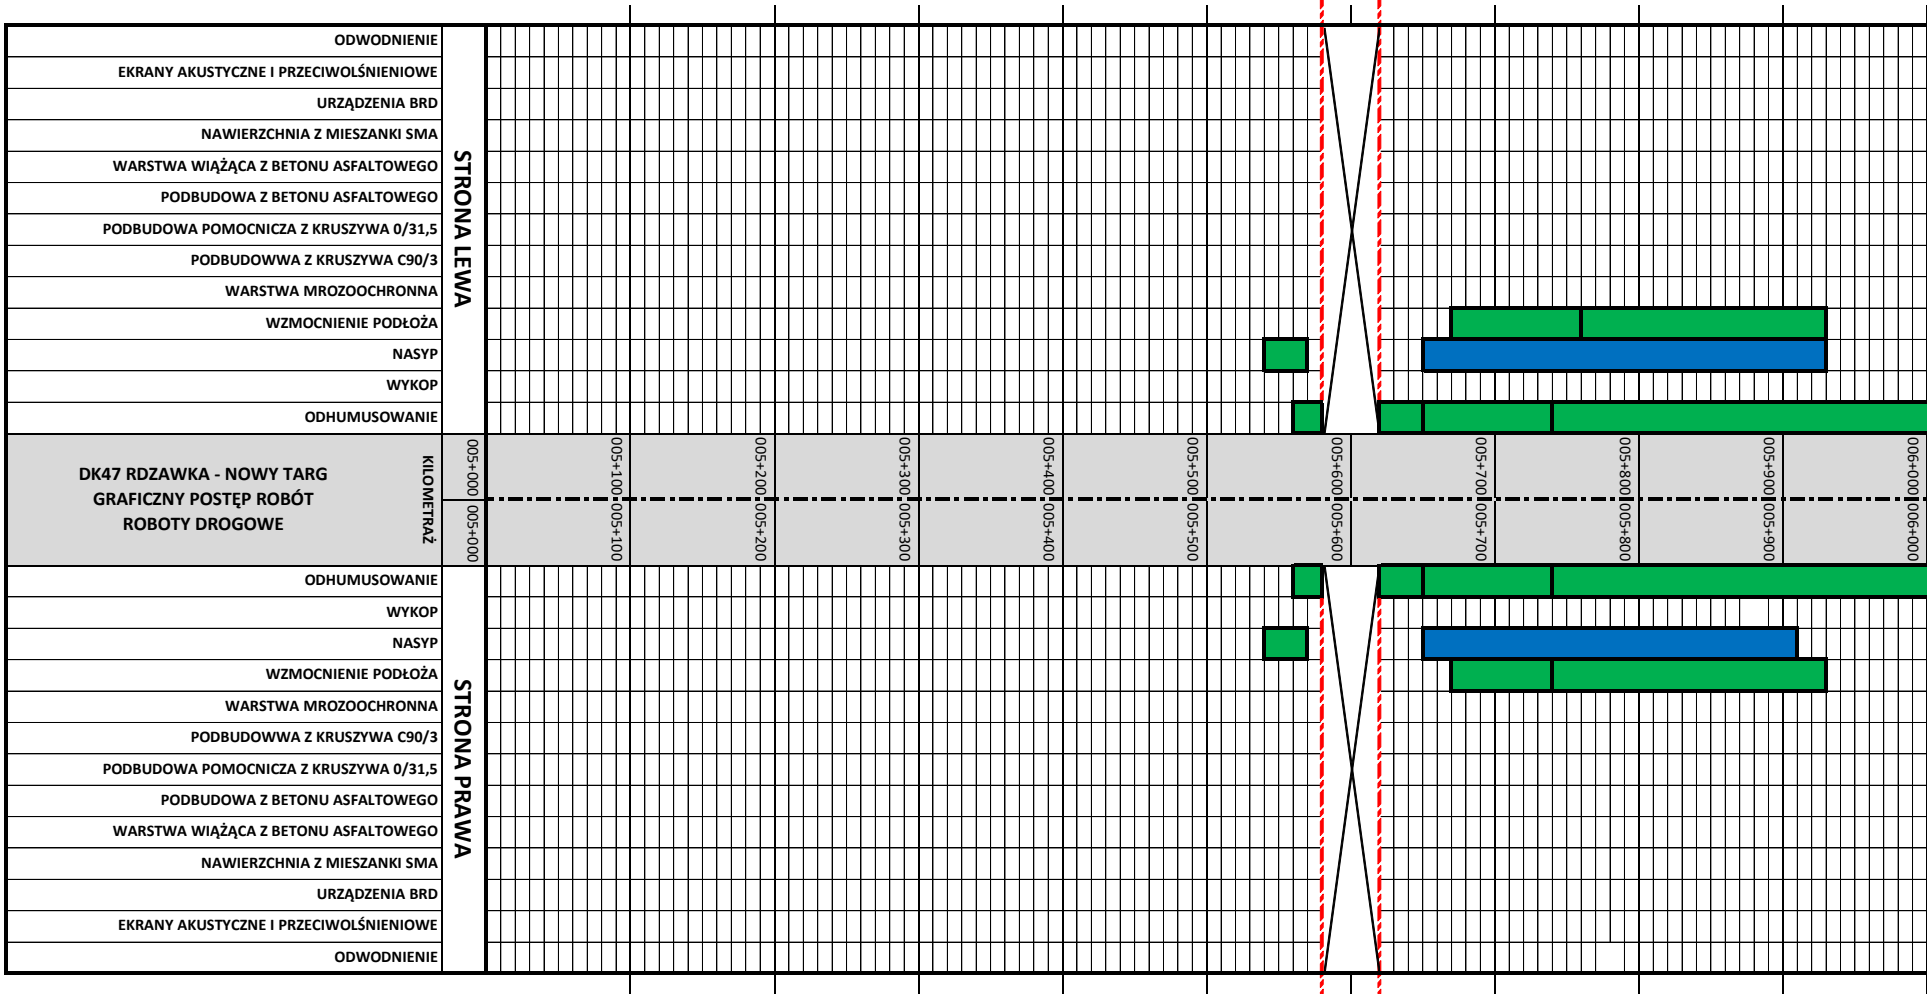 ODWODNIENIE
EKRANY AKUSTYCZNE I PRZECIWOLŚNIENIOWE
URZĄDZENIA BRD
NAWIERZCHNIA Z MIESZANKI SMA
WARSTWA WIĄŻĄCA Z BETONU ASFALTOWEGO
PODBUDOWA Z BETONU ASFALTOWEGO
PODBUDOWA POMOCNICZA Z KRUSZYWA 0/31,5
PODBUDOWWA Z KRUSZYWA C90/3
WARSTWA MROZOOCHRONNA
WZMOCNIENIE PODŁOŻA
NASYP
WYKOP
ODHUMUSOWANIE
STRONA LEWA
DK47 RDZAWKA - NOWY TARG
GRAFICZNY POSTĘP ROBÓT
ROBOTY DROGOWE
KILOMETRAŻ
005+000 005+000
005+100 005+100
005+200 005+200
005+300 005+300
005+400 005+400
005+500 005+500
005+600 005+600
005+700 005+700
005+800 005+800
005+900 005+900
006+000 006+000
ODHUMUSOWANIE
WYKOP
NASYP
WZMOCNIENIE PODŁOŻA
WARSTWA MROZOOCHRONNA
PODBUDOWWA Z KRUSZYWA C90/3
PODBUDOWA POMOCNICZA Z KRUSZYWA 0/31,5
PODBUDOWA Z BETONU ASFALTOWEGO
WARSTWA WIĄŻĄCA Z BETONU ASFALTOWEGO
NAWIERZCHNIA Z MIESZANKI SMA
URZĄDZENIA BRD
EKRANY AKUSTYCZNE I PRZECIWOLŚNIENIOWE
ODWODNIENIE
STRONA PRAWA